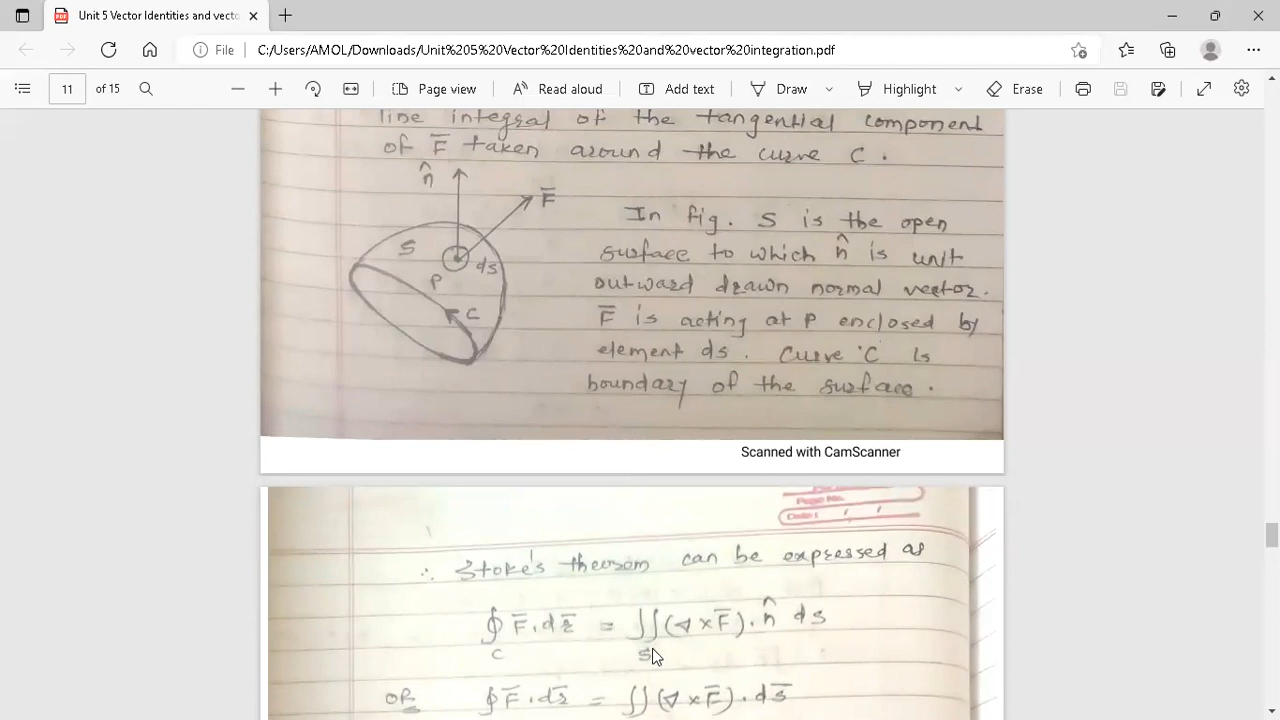 Unit 5 Vector Identities and vecto
File
C:/Users/AMOL/Downloads/Unit%205%20Vector%20Identities%20and%20vector%20integration.pdf
11 of 15
Page view
Read aloud
Add text
Draw
Highlight
Erase
line integral of the tangential component
of F̅ taken around the curve C.
n̂
F̅
S
ds
P
C
In fig. S is the open
surface to which n̂ is unit
outward drawn normal vector.
F̅ is acting at P enclosed by
element ds. Curve 'C' is
boundary of the surface.
Scanned with CamScanner
Page No.
Date: / /
∴ Stoke's theorem can be expressed as
∮ F̅.dr̅ = ∬(∇×F̅).n̂ ds
C S
OR ∮ F̅.dr̅ = ∬(∇×F̅).ds̅